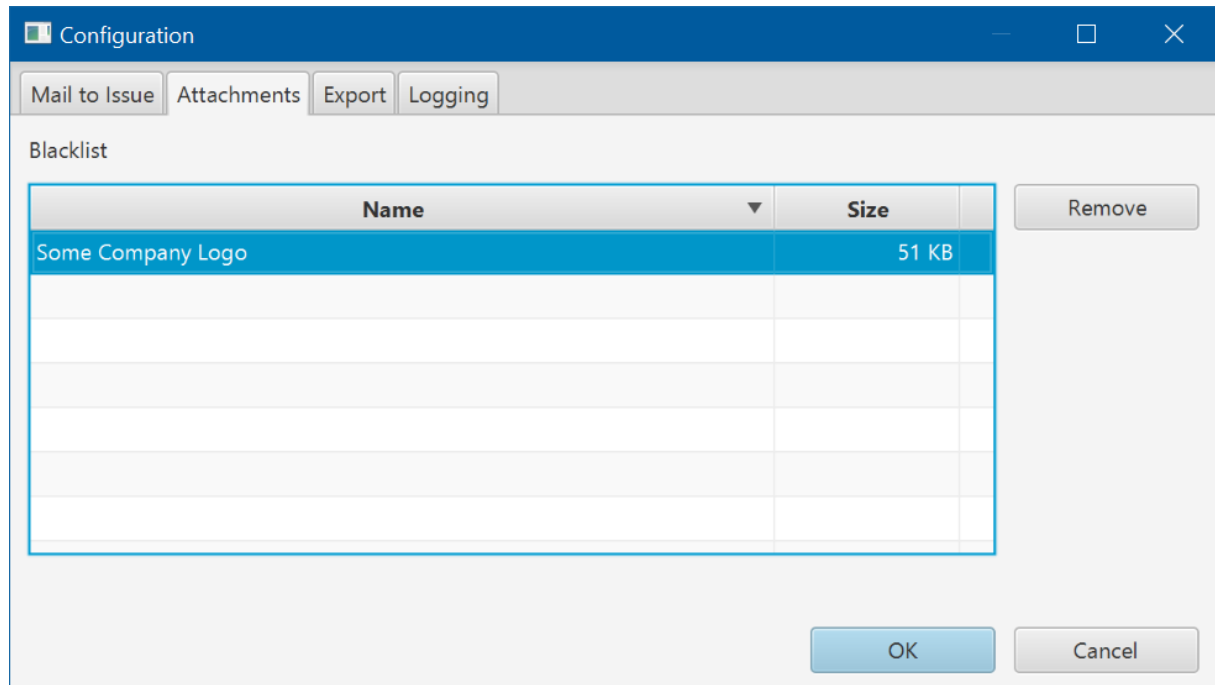 Configuration
Mail to Issue Attachments Export Logging
Blacklist
Name Size Remove
Some Company Logo 51 KB
OK Cancel